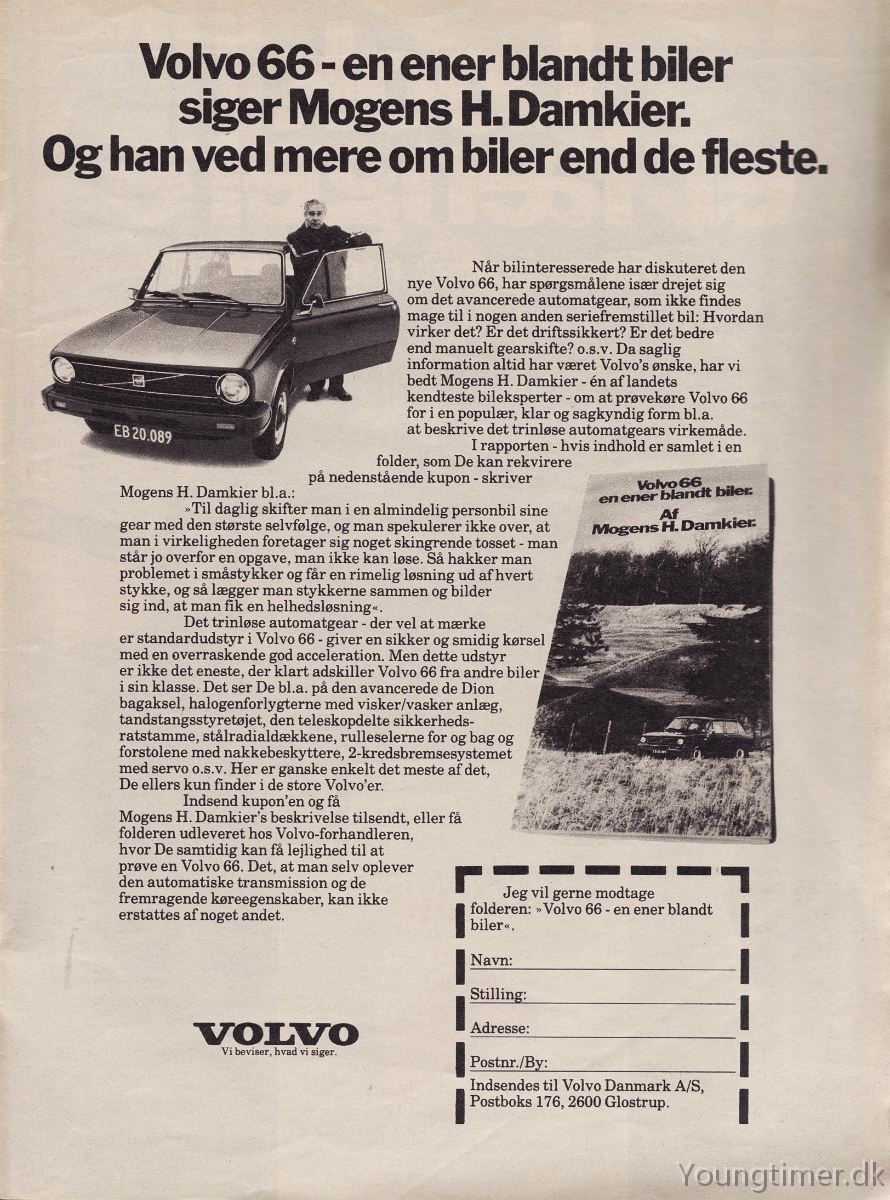 Volvo 66 - en ener blandt biler
siger Mogens H. Damkier.
Og han ved mere om biler end de fleste.
EB 20.089
Når bilinteresserede har diskuteret den
nye Volvo 66, har spørgsmålene især drejet sig
om det avancerede automatgear, som ikke findes
mage til i nogen anden seriefremstillet bil: Hvordan
virker det? Er det driftssikkert? Er det bedre
end manuelt gearskifte? o.s.v. Da saglig
information altid har været Volvo's ønske, har vi
bedt Mogens H. Damkier - én af landets
kendteste bileksperter - om at prøvekøre Volvo 66
for i en populær, klar og sagkyndig form bl.a.
at beskrive det trinløse automatgears virkemåde.
I rapporten - hvis indhold er samlet i en
folder, som De kan rekvirere
på nedenstående kupon - skriver
Mogens H. Damkier bl.a.:
»Til daglig skifter man i en almindelig personbil sine
gear med den største selvfølge, og man spekulerer ikke over, at
man i virkeligheden foretager sig noget skingrende tosset - man
står jo overfor en opgave, man ikke kan løse. Så hakker man
problemet i småstykker og får en rimelig løsning ud af hvert
stykke, og så lægger man stykkerne sammen og bilder
sig ind, at man fik en helhedsløsning«.
Det trinløse automatgear - der vel at mærke
er standardudstyr i Volvo 66 - giver en sikker og smidig kørsel
med en overraskende god acceleration. Men dette udstyr
er ikke det eneste, der klart adskiller Volvo 66 fra andre biler
i sin klasse. Det ser De bl.a. på den avancerede de Dion
bagaksel, halogenforlygterne med visker/vasker anlæg,
tandstangsstyretøjet, den teleskopdelte sikkerheds-
ratstamme, stålradialdækkene, rulleselerne for og bag og
forstolene med nakkebeskyttere, 2-kredsbremsesystemet
med servo o.s.v. Her er ganske enkelt det meste af det,
De ellers kun finder i de store Volvo'er.
Indsend kupon'en og få
Mogens H. Damkier's beskrivelse tilsendt, eller få
folderen udleveret hos Volvo-forhandleren,
hvor De samtidig kan få lejlighed til at
prøve en Volvo 66. Det, at man selv oplever
den automatiske transmission og de
fremragende køreegenskaber, kan ikke
erstattes af noget andet.
Volvo 66
en ener blandt biler.
Af
Mogens H. Damkier.
Jeg vil gerne modtage
folderen: »Volvo 66 - en ener blandt
biler«.
Navn:
Stilling:
Adresse:
Postnr./By:
Indsendes til Volvo Danmark A/S,
Postboks 176, 2600 Glostrup.
VOLVO
Vi beviser, hvad vi siger.
Youngtimer.dk